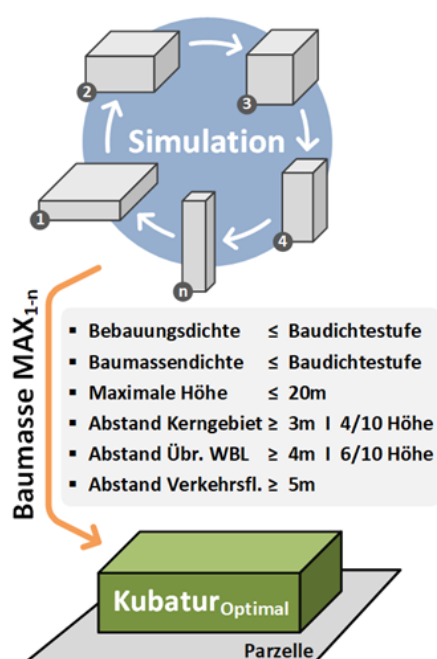 2
3
Simulation
1
4
n
Baumasse MAX1-n
▪ Bebauungsdichte ≤ Baudichtestufe
▪ Baumassendichte ≤ Baudichtestufe
▪ Maximale Höhe ≤ 20m
▪ Abstand Kerngebiet ≥ 3m I 4/10 Höhe
▪ Abstand Übr. WBL ≥ 4m I 6/10 Höhe
▪ Abstand Verkehrsfl. ≥ 5m
KubaturOptimal
Parzelle